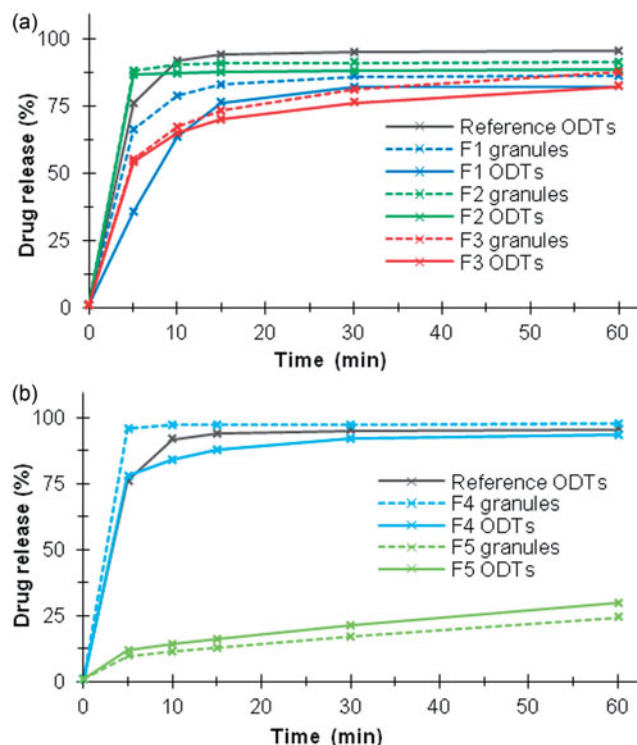 (a)
100
75
50
25
0
Drug release (%)
Reference ODTs
F1 granules
F1 ODTs
F2 granules
F2 ODTs
F3 granules
F3 ODTs
0 10 20 30 40 50 60
Time (min)
(b)
100
75
50
25
0
Drug release (%)
Reference ODTs
F4 granules
F4 ODTs
F5 granules
F5 ODTs
0 10 20 30 40 50 60
Time (min)